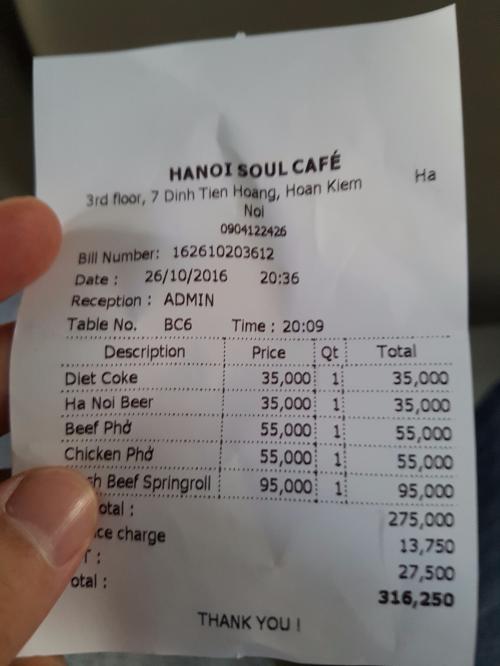 HANOI SOUL CAFÉ
3rd floor, 7 Dinh Tien Hoang, Hoan Kiem Ha
Noi
0904122426
Bill Number: 162610203612
Date : 26/10/2016 20:36
Reception : ADMIN
Table No. BC6 Time : 20:09
Description Price Qt Total
Diet Coke 35,000 1 35,000
Ha Noi Beer 35,000 1 35,000
Beef Phở 55,000 1 55,000
Chicken Phở 55,000 1 55,000
sh Beef Springroll 95,000 1 95,000
otal : 275,000
ce charge 13,750
T : 27,500
otal : 316,250
THANK YOU !